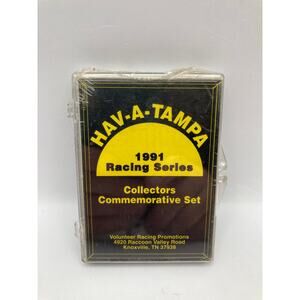 HAV-A-TAMPA
1991
Racing Series
Collectors
Commemorative Set
Volunteer Racing Promotions
4920 Raccoon Valley Road
Knoxville, TN 37938